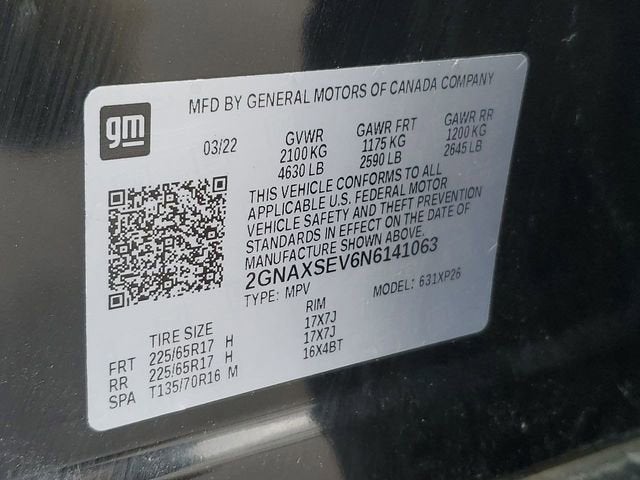 gm
MFD BY GENERAL MOTORS OF CANADA COMPANY
03/22 GVWR GAWR FRT GAWR RR
2100 KG 1175 KG 1200 KG
4630 LB 2590 LB 2645 LB
THIS VEHICLE CONFORMS TO ALL
APPLICABLE U.S. FEDERAL MOTOR
VEHICLE SAFETY AND THEFT PREVENTION
STANDARDS IN EFFECT ON THE DATE OF
MANUFACTURE SHOWN ABOVE.
2GNAXSEV6N6141063
TYPE: MPV MODEL: 631XP26
TIRE SIZE RIM
FRT 225/65R17 H 17X7J
RR 225/65R17 H 17X7J
SPA T135/70R16 M 16X4BT